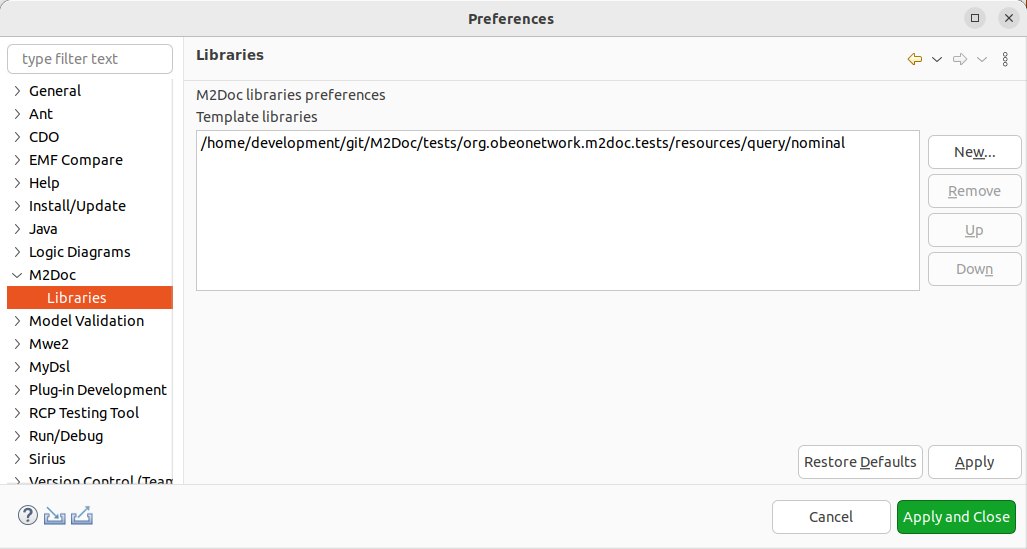 Preferences
type filter text
General
Ant
CDO
EMF Compare
Help
Install/Update
Java
Logic Diagrams
M2Doc
Libraries
Model Validation
Mwe2
MyDsl
Plug-in Development
RCP Testing Tool
Run/Debug
Sirius
Version Control (Team
Libraries
M2Doc libraries preferences
Template libraries
/home/development/git/M2Doc/tests/org.obeonetwork.m2doc.tests/resources/query/nominal
New...
Remove
Up
Down
Restore Defaults
Apply
Cancel
Apply and Close